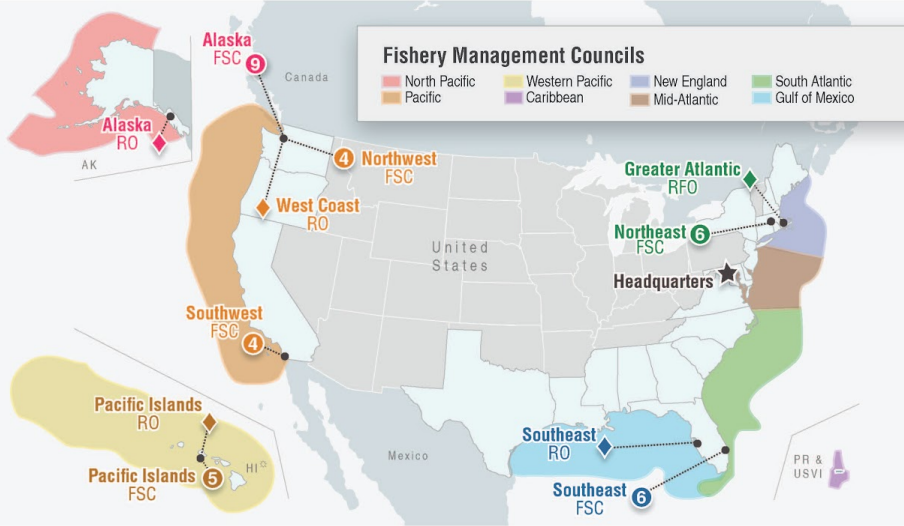 Alaska
FSC
9
Canada
Fishery Management Councils
North Pacific
Western Pacific
New England
South Atlantic
Pacific
Caribbean
Mid-Atlantic
Gulf of Mexico
Alaska
RO
AK
4
Northwest
FSC
Greater Atlantic
RFO
West Coast
RO
Northeast
FSC
6
United
States
Headquarters
Southwest
FSC
4
Pacific Islands
RO
Southeast
RO
Mexico
HI
PR &
USVI
Pacific Islands
FSC
5
Southeast
FSC
6